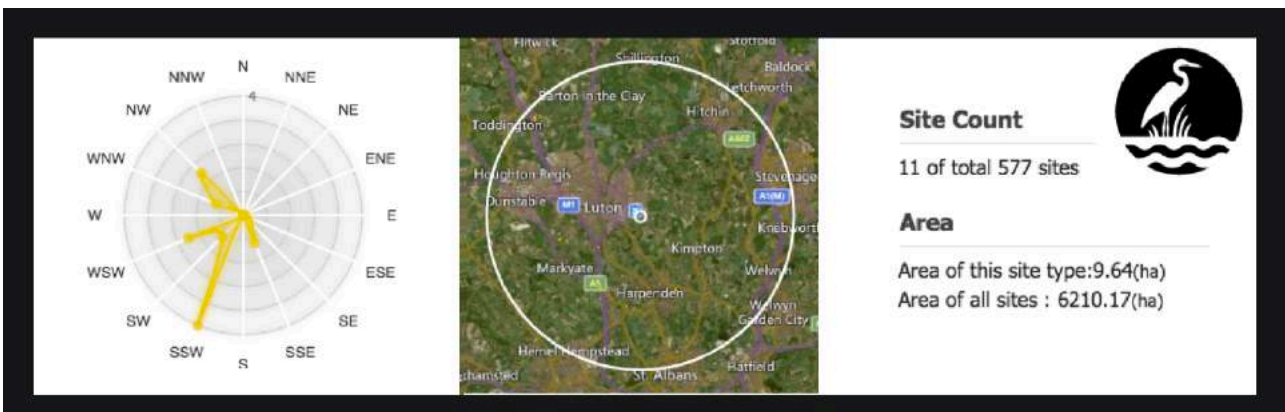 N
NNE
NE
ENE
E
ESE
SE
SSE
S
SSW
SW
WSW
W
WNW
NW
NNW
4
Flitwick
Shillington
Stotfold
Baldock
Barton in the Clay
Letchworth
Hitchin
Toddington
Houghton Regis
Stevenage
Dunstable
M1
Luton
A1(M)
Knebworth
Kimpton
Markyate
Welwyn
A5
Harpenden
Welwyn
Garden City
Hemel Hempstead
Hatfield
St. Albans
Site Count
11 of total 577 sites
Area
Area of this site type:9.64(ha)
Area of all sites : 6210.17(ha)